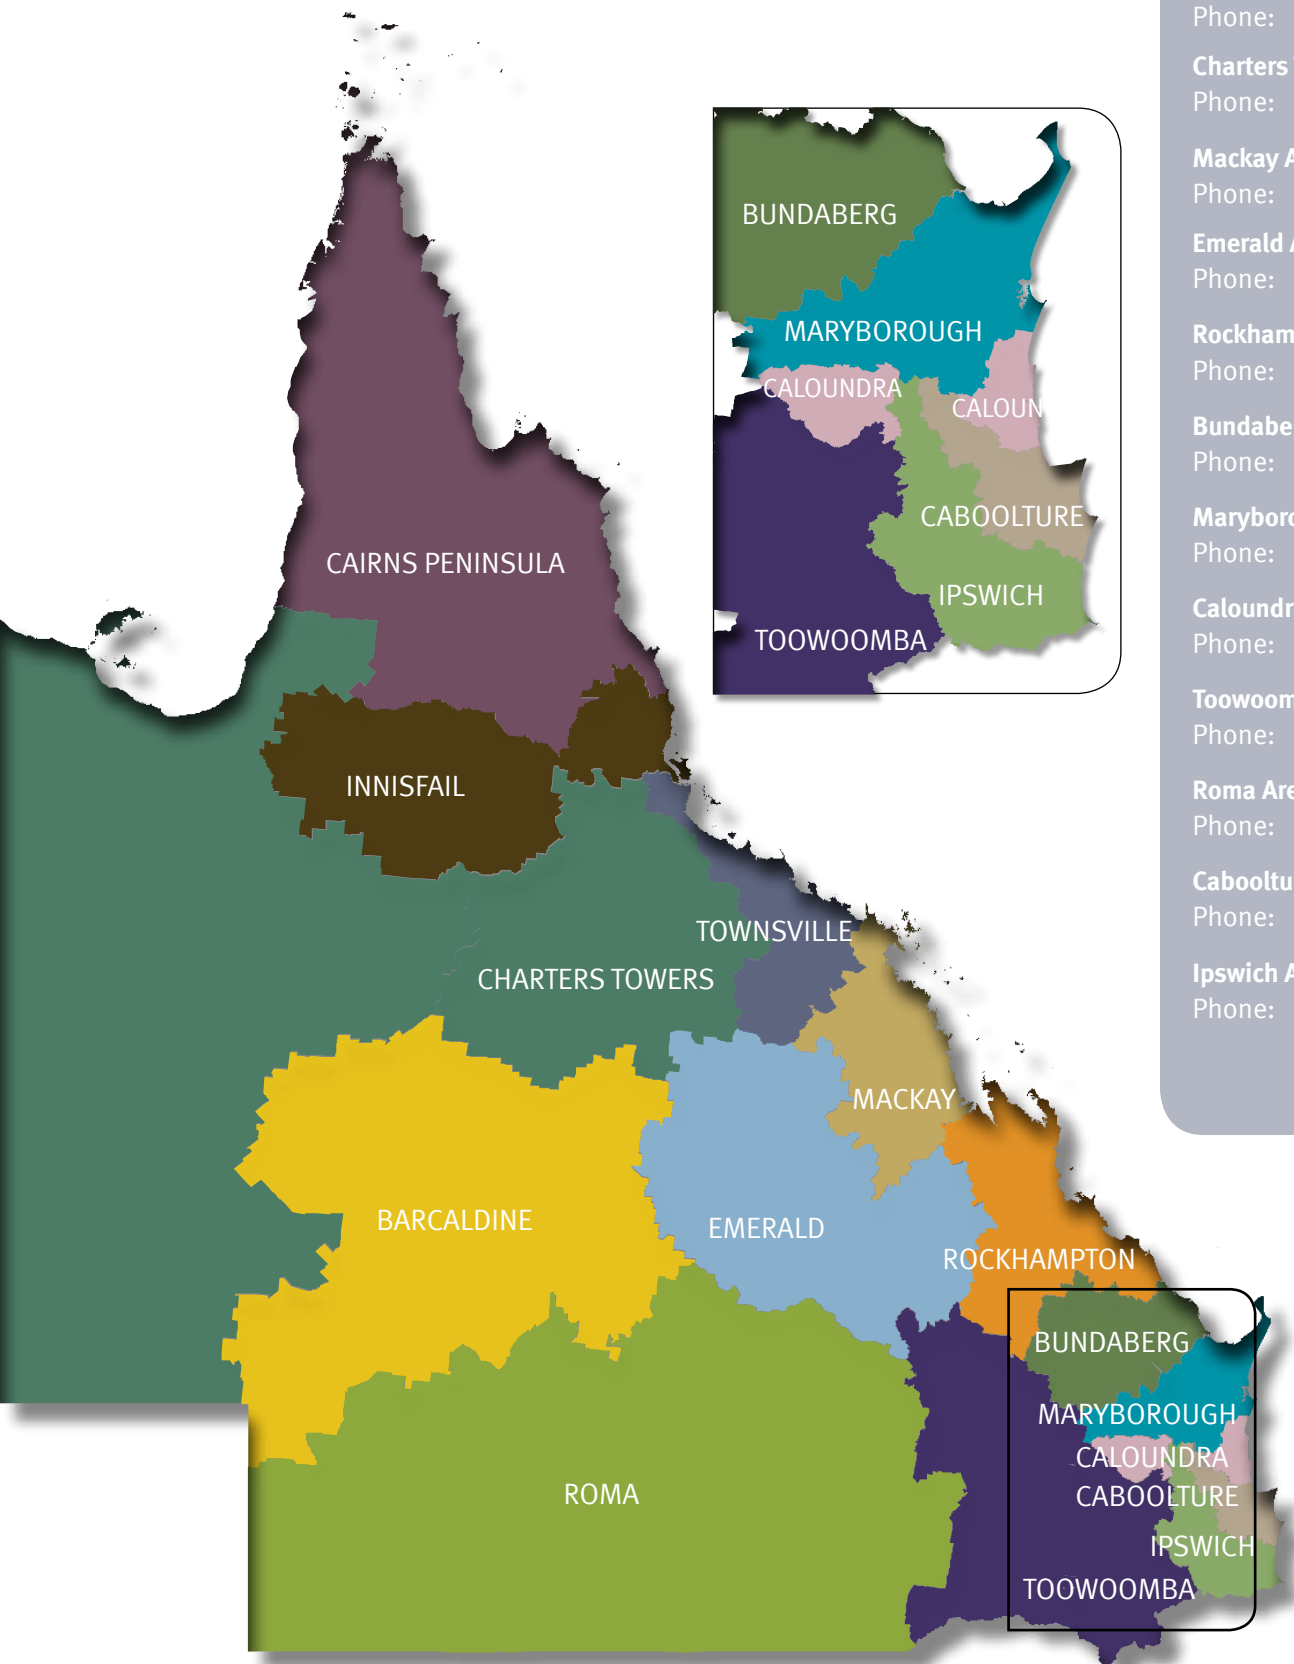 CAIRNS PENINSULA
INNISFAIL
TOWNSVILLE
CHARTERS TOWERS
MACKAY
BARCALDINE
EMERALD
ROCKHAMPTON
BUNDABERG
MARYBOROUGH
CALOUNDRA
CABOOLTURE
IPSWICH
ROMA
TOOWOOMBA
BUNDABERG
MARYBOROUGH
CALOUNDRA
CALOUN
CABOOLTURE
IPSWICH
TOOWOOMBA
Phone:
Charters
Phone:
Mackay A
Phone:
Emerald A
Phone:
Rockham
Phone:
Bundabe
Phone:
Maryboro
Phone:
Caloundr
Phone:
Toowoom
Phone:
Roma Are
Phone:
Cabooltu
Phone:
Ipswich A
Phone: